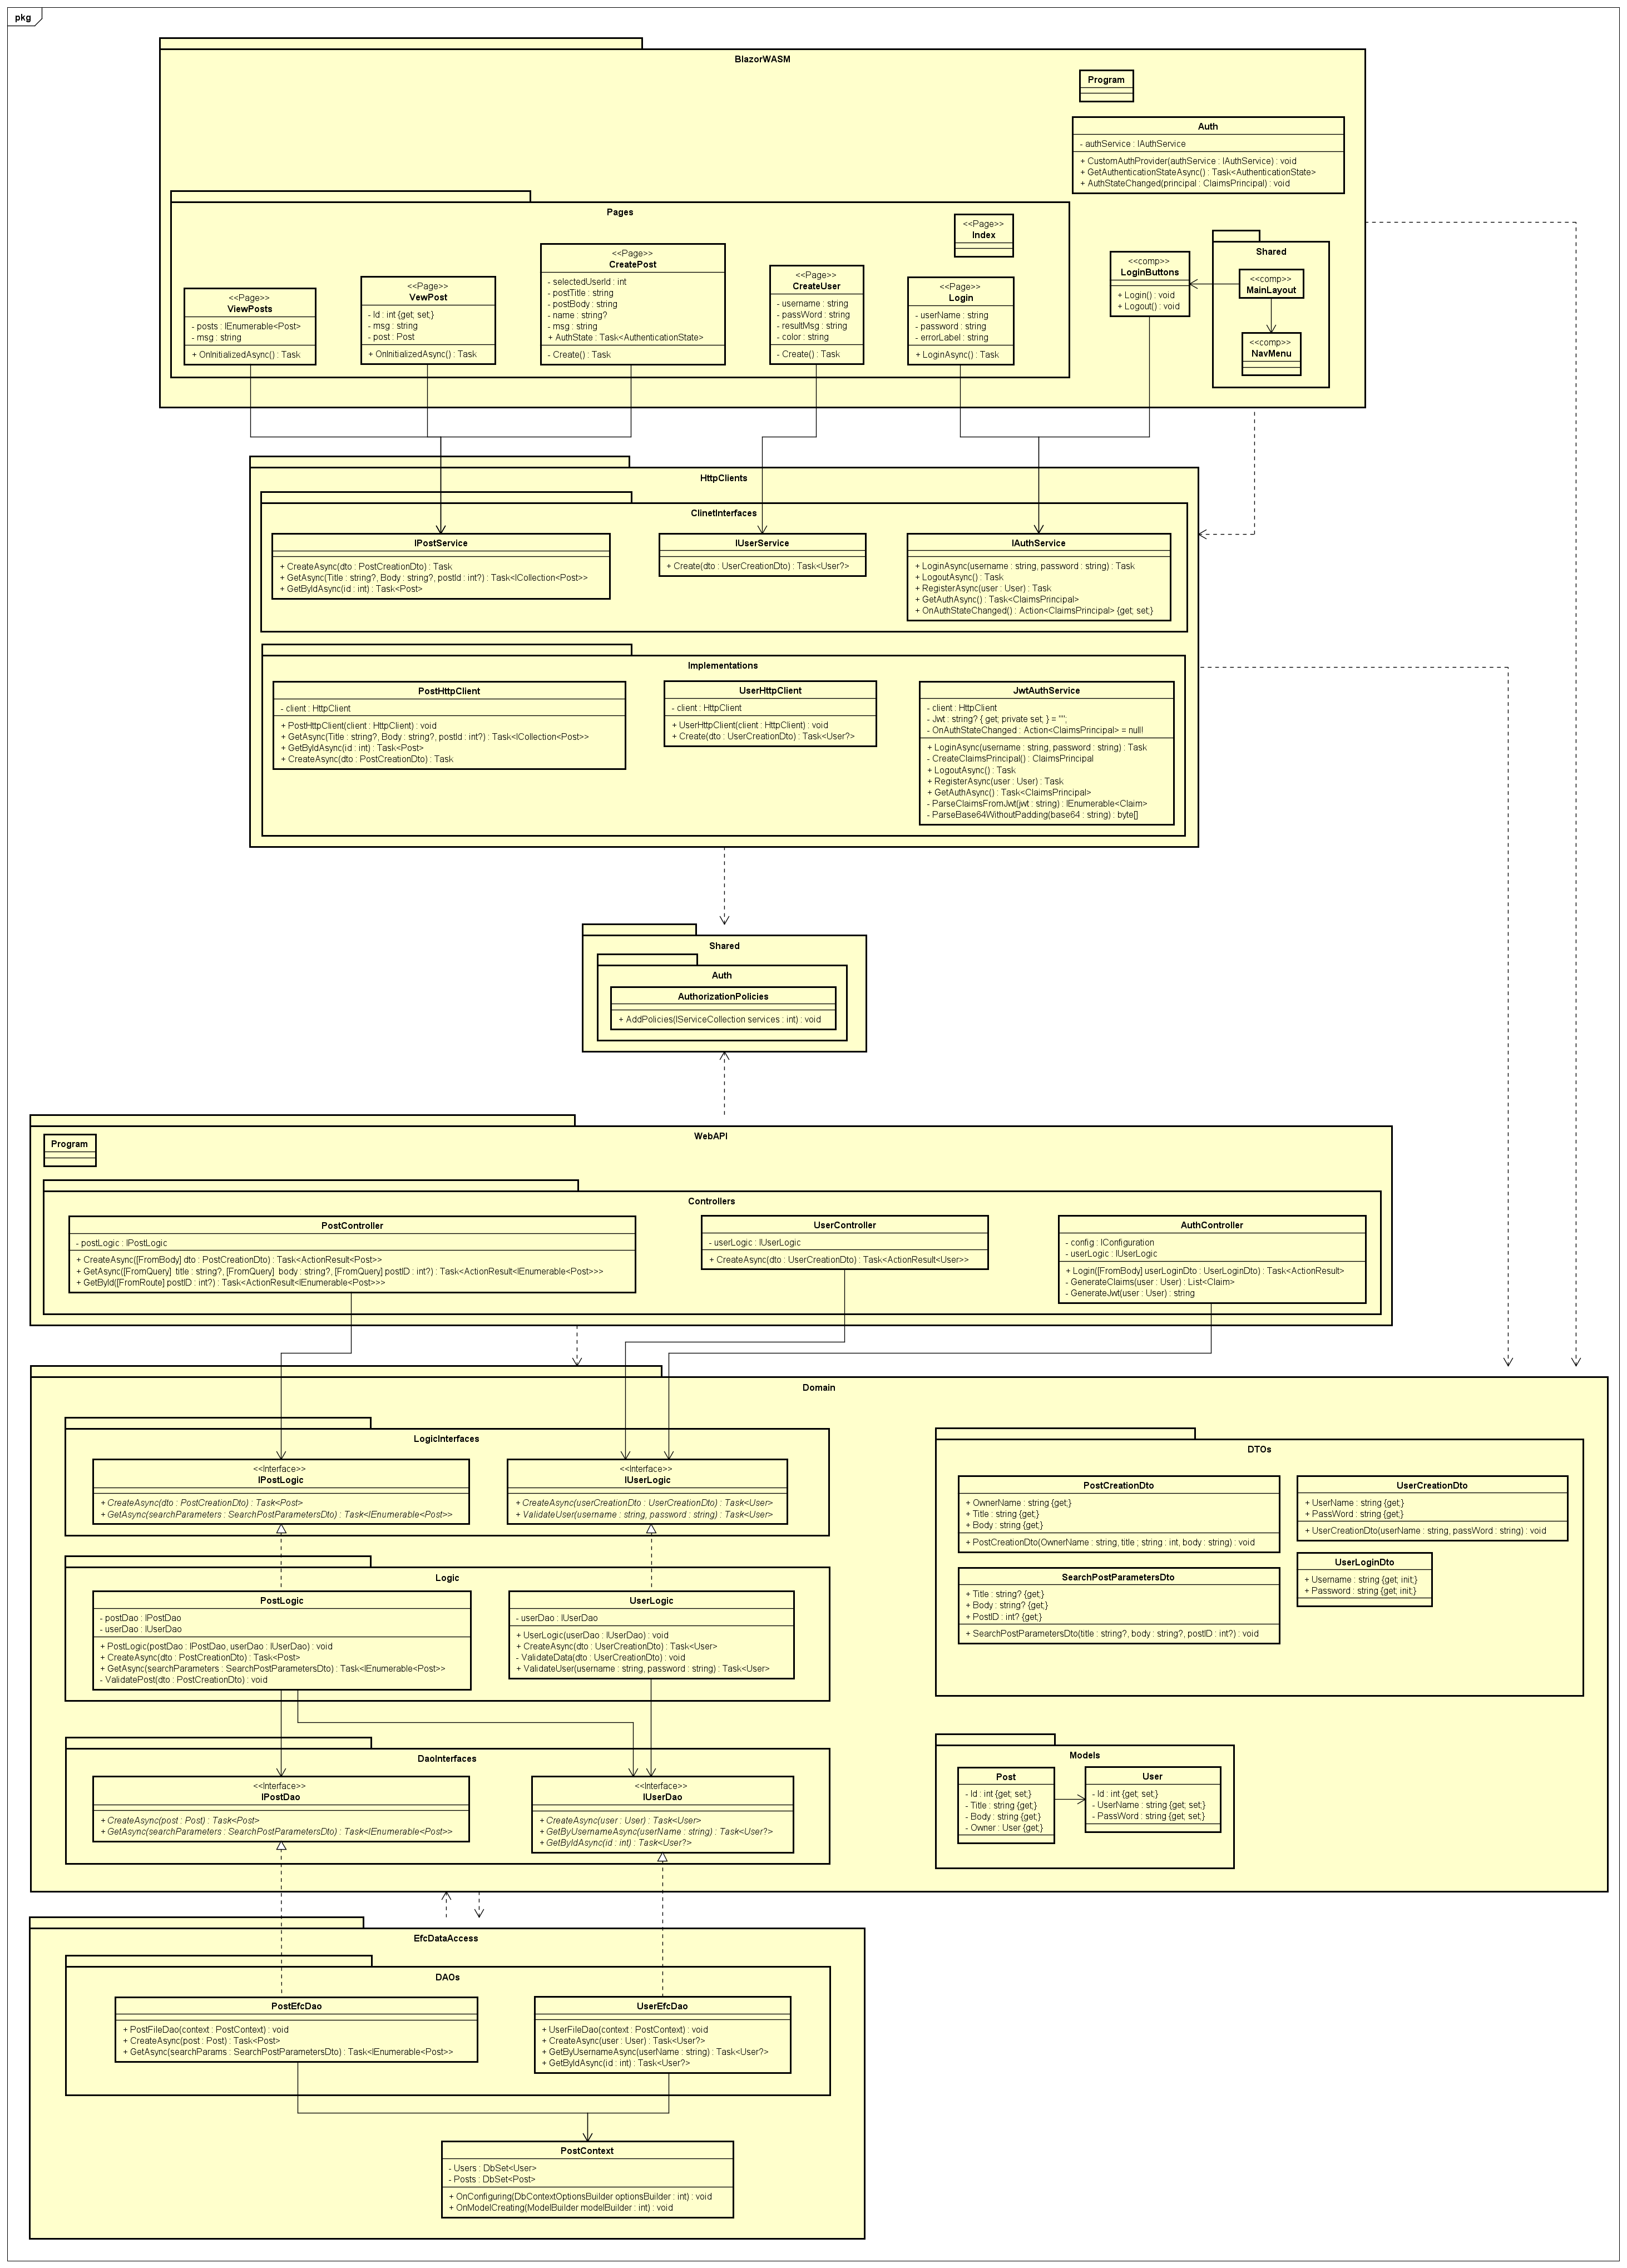 pkg
BlazorWASM
Program
Auth
- authService : IAuthService
+ CustomAuthProvider(authService : IAuthService) : void
+ GetAuthenticationStateAsync() : Task<AuthenticationState>
+ AuthStateChanged(principal : ClaimsPrincipal) : void
Pages
<<Page>>
ViewPosts
- posts : IEnumerable<Post>
- msg : string
+ OnInitializedAsync() : Task
<<Page>>
VewPost
- Id : int {get; set;}
- msg : string
- post : Post
+ OnInitializedAsync() : Task
<<Page>>
CreatePost
- selectedUserId : int
- postTitle : string
- postBody : string
- name : string?
- msg : string
+ AuthState : Task<AuthenticationState>
- Create() : Task
<<Page>>
CreateUser
- username : string
- passWord : string
- resultMsg : string
- color : string
- Create() : Task
<<Page>>
Index
<<Page>>
Login
- userName : string
- password : string
- errorLabel : string
+ LoginAsync() : Task
<<comp>>
LoginButtons
+ Login() : void
+ Logout() : void
Shared
<<comp>>
MainLayout
<<comp>>
NavMenu
HttpClients
ClinetInterfaces
IPostService
+ CreateAsync(dto : PostCreationDto) : Task
+ GetAsync(Title : string?, Body : string?, postId : int?) : Task<ICollection<Post>>
+ GetByIdAsync(id : int) : Task<Post>
IUserService
+ Create(dto : UserCreationDto) : Task<User?>
IAuthService
+ LoginAsync(username : string, password : string) : Task
+ LogoutAsync() : Task
+ RegisterAsync(user : User) : Task
+ GetAuthAsync() : Task<ClaimsPrincipal>
+ OnAuthStateChanged() : Action<ClaimsPrincipal> {get; set;}
Implementations
PostHttpClient
- client : HttpClient
+ PostHttpClient(client : HttpClient) : void
+ GetAsync(Title : string?, Body : string?, postId : int?) : Task<ICollection<Post>>
+ GetByIdAsync(id : int) : Task<Post>
+ CreateAsync(dto : PostCreationDto) : Task
UserHttpClient
- client : HttpClient
+ UserHttpClient(client : HttpClient) : void
+ Create(dto : UserCreationDto) : Task<User?>
JwtAuthService
- client : HttpClient
- Jwt : string? { get; private set; } = "";
- OnAuthStateChanged : Action<ClaimsPrincipal> = null!
+ LoginAsync(username : string, password : string) : Task
- CreateClaimsPrincipal() : ClaimsPrincipal
+ LogoutAsync() : Task
+ RegisterAsync(user : User) : Task
+ GetAuthAsync() : Task<ClaimsPrincipal>
- ParseClaimsFromJwt(jwt : string) : IEnumerable<Claim>
- ParseBase64WithoutPadding(base64 : string) : byte[]
Shared
Auth
AuthorizationPolicies
+ AddPolicies(IServiceCollection services : int) : void
WebAPI
Program
Controllers
PostController
- postLogic : IPostLogic
+ CreateAsync([FromBody] dto : PostCreationDto) : Task<ActionResult<Post>>
+ GetAsync([FromQuery]  title : string?, [FromQuery]  body : string?, [FromQuery] postID : int?) : Task<ActionResult<IEnumerable<Post>>>
+ GetById([FromRoute] postID : int?) : Task<ActionResult<IEnumerable<Post>>>
UserController
- userLogic : IUserLogic
+ CreateAsync(dto : UserCreationDto) : Task<ActionResult<User>>
AuthController
- config : IConfiguration
- userLogic : IUserLogic
+ Login([FromBody] userLoginDto : UserLoginDto) : Task<ActionResult>
- GenerateClaims(user : User) : List<Claim>
- GenerateJwt(user : User) : string
Domain
LogicInterfaces
<<Interface>>
IPostLogic
+ CreateAsync(dto : PostCreationDto) : Task<Post>
+ GetAsync(searchParameters : SearchPostParametersDto) : Task<IEnumerable<Post>>
<<Interface>>
IUserLogic
+ CreateAsync(userCreationDto : UserCreationDto) : Task<User>
+ ValidateUser(username : string, password : string) : Task<User>
Logic
PostLogic
- postDao : IPostDao
- userDao : IUserDao
+ PostLogic(postDao : IPostDao, userDao : IUserDao) : void
+ CreateAsync(dto : PostCreationDto) : Task<Post>
+ GetAsync(searchParameters : SearchPostParametersDto) : Task<IEnumerable<Post>>
- ValidatePost(dto : PostCreationDto) : void
UserLogic
- userDao : IUserDao
+ UserLogic(userDao : IUserDao) : void
+ CreateAsync(dto : UserCreationDto) : Task<User>
- ValidateData(dto : UserCreationDto) : void
+ ValidateUser(username : string, password : string) : Task<User>
DaoInterfaces
<<Interface>>
IPostDao
+ CreateAsync(post : Post) : Task<Post>
+ GetAsync(searchParameters : SearchPostParametersDto) : Task<IEnumerable<Post>>
<<Interface>>
IUserDao
+ CreateAsync(user : User) : Task<User>
+ GetByUsernameAsync(userName : string) : Task<User?>
+ GetByIdAsync(id : int) : Task<User?>
DTOs
PostCreationDto
+ OwnerName : string {get;}
+ Title : string {get;}
+ Body : string {get;}
+ PostCreationDto(OwnerName : string, title ; string : int, body : string) : void
UserCreationDto
+ UserName : string {get;}
+ PassWord : string {get;}
+ UserCreationDto(userName : string, passWord : string) : void
SearchPostParametersDto
+ Title : string? {get;}
+ Body : string? {get;}
+ PostID : int? {get;}
+ SearchPostParametersDto(title : string?, body : string?, postID : int?) : void
UserLoginDto
+ Username : string {get; init;}
+ Password : string {get; init;}
Models
Post
- Id : int {get; set;}
- Title : string {get;}
- Body : string {get;}
- Owner : User {get;}
User
- Id : int {get; set;}
- UserName : string {get; set;}
- PassWord : string {get; set;}
EfcDataAccess
DAOs
PostEfcDao
+ PostFileDao(context : PostContext) : void
+ CreateAsync(post : Post) : Task<Post>
+ GetAsync(searchParams : SearchPostParametersDto) : Task<IEnumerable<Post>>
UserEfcDao
+ UserFileDao(context : PostContext) : void
+ CreateAsync(user : User) : Task<User?>
+ GetByUsernameAsync(userName : string) : Task<User?>
+ GetByIdAsync(id : int) : Task<User?>
PostContext
- Users : DbSet<User>
- Posts : DbSet<Post>
+ OnConfiguring(DbContextOptionsBuilder optionsBuilder : int) : void
+ OnModelCreating(ModelBuilder modelBuilder : int) : void